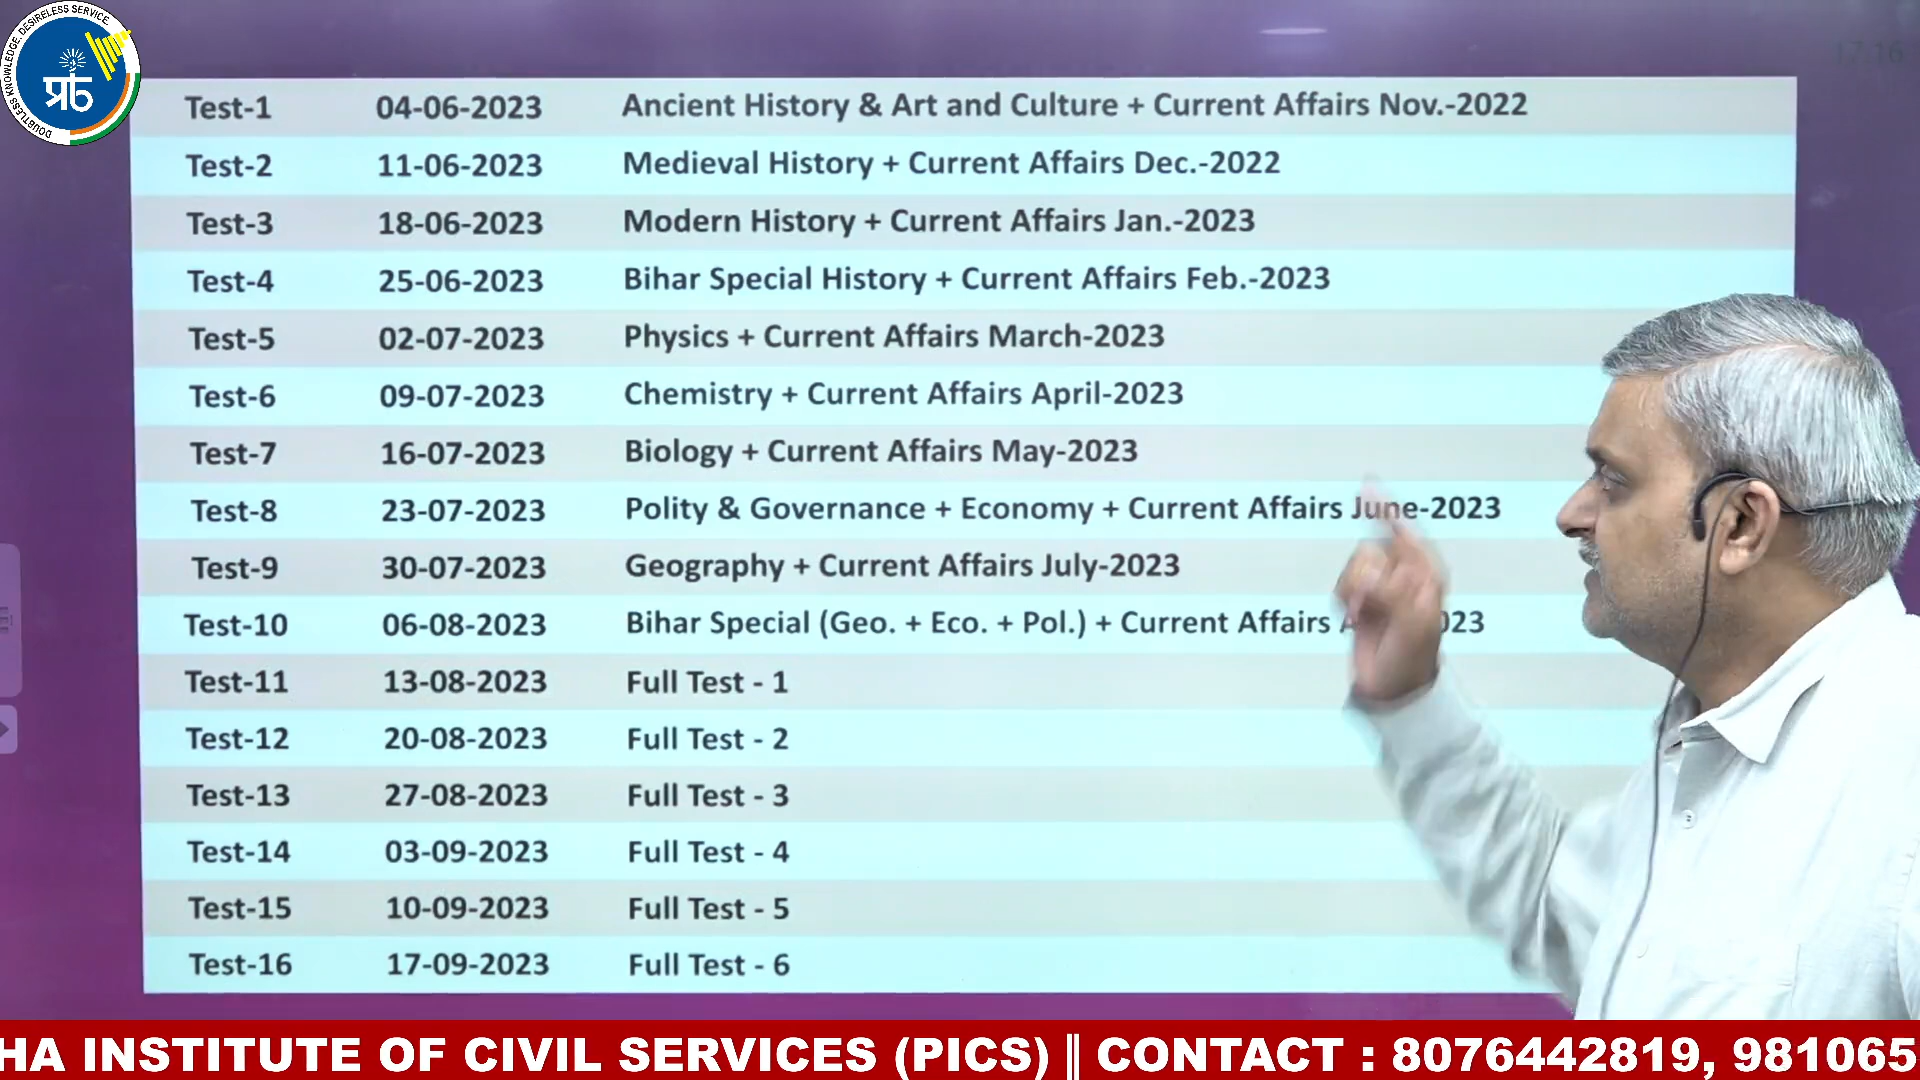 DOUBTLESS KNOWLEDGE, DESIRELESS SERVICE.
17:16
Test-1 04-06-2023 Ancient History & Art and Culture + Current Affairs Nov.-2022
Test-2 11-06-2023 Medieval History + Current Affairs Dec.-2022
Test-3 18-06-2023 Modern History + Current Affairs Jan.-2023
Test-4 25-06-2023 Bihar Special History + Current Affairs Feb.-2023
Test-5 02-07-2023 Physics + Current Affairs March-2023
Test-6 09-07-2023 Chemistry + Current Affairs April-2023
Test-7 16-07-2023 Biology + Current Affairs May-2023
Test-8 23-07-2023 Polity & Governance + Economy + Current Affairs June-2023
Test-9 30-07-2023 Geography + Current Affairs July-2023
Test-10 06-08-2023 Bihar Special (Geo. + Eco. + Pol.) + Current Affairs
Test-11 13-08-2023 Full Test - 1
Test-12 20-08-2023 Full Test - 2
Test-13 27-08-2023 Full Test - 3
Test-14 03-09-2023 Full Test - 4
Test-15 10-09-2023 Full Test - 5
Test-16 17-09-2023 Full Test - 6
HA INSTITUTE OF CIVIL SERVICES (PICS) || CONTACT : 8076442819, 981065